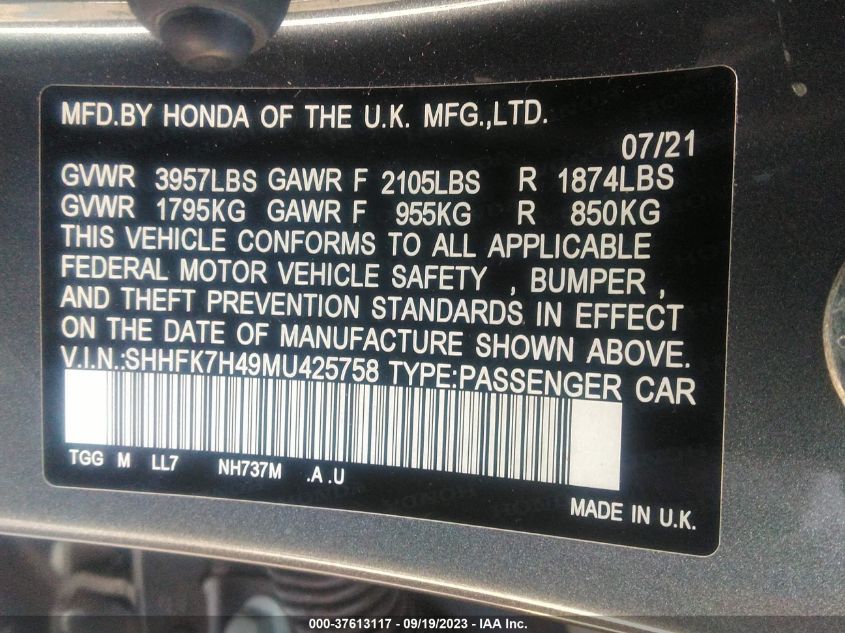 MFD.BY HONDA OF THE U.K. MFG.,LTD.
07/21
GVWR 3957LBS GAWR F 2105LBS R 1874LBS
GVWR 1795KG GAWR F 955KG R 850KG
THIS VEHICLE CONFORMS TO ALL APPLICABLE
FEDERAL MOTOR VEHICLE SAFETY , BUMPER ,
AND THEFT PREVENTION STANDARDS IN EFFECT
ON THE DATE OF MANUFACTURE SHOWN ABOVE.
V.I.N.:SHHFK7H49MU425758 TYPE:PASSENGER CAR
TGG M LL7 NH737M .A .U
MADE IN U.K.
000-37613117 — 09/19/2023 — IAA Inc.